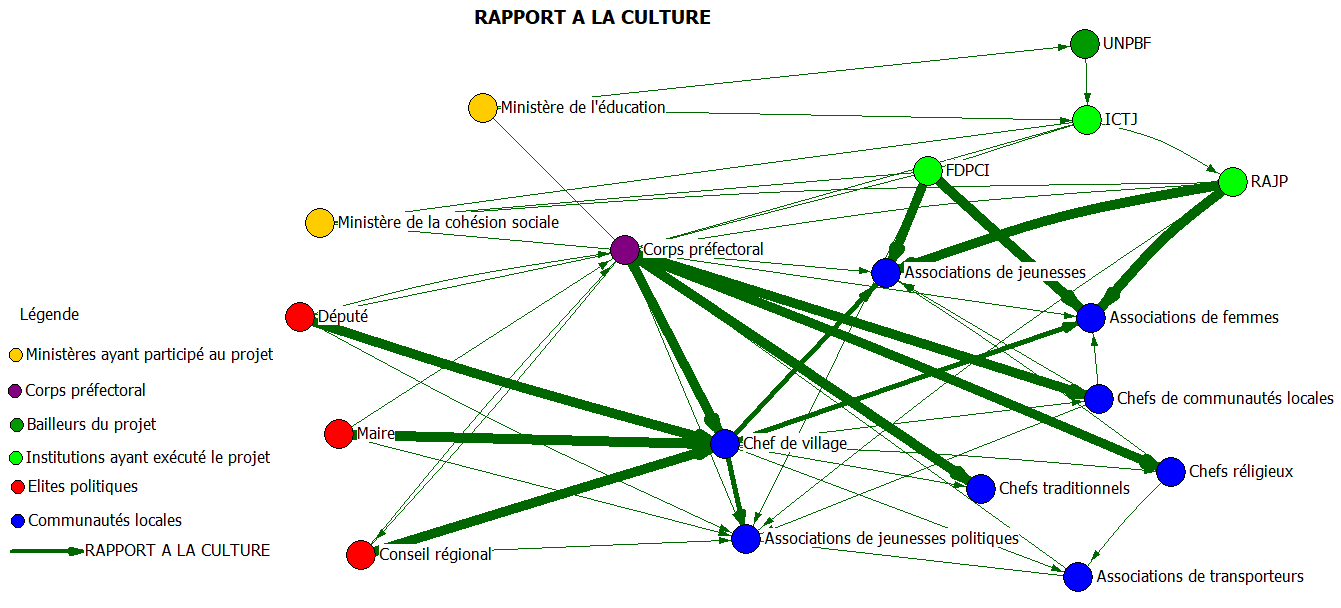 RAPPORT A LA CULTURE
UNPBF
Ministère de l'éducation
ICTJ
FDPCI
RAJP
Ministère de la cohésion sociale
Corps préfectoral
Associations de jeunesses
Député
Associations de femmes
Chefs de communautés locales
Maire
Chef de village
Chefs réligieux
Chefs traditionnels
Associations de jeunesses politiques
Conseil régional
Associations de transporteurs
Légende
Ministères ayant participé au projet
Corps préfectoral
Bailleurs du projet
Institutions ayant exécuté le projet
Elites politiques
Communautés locales
RAPPORT A LA CULTURE